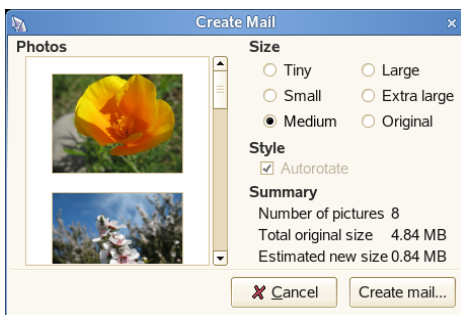 Create Mail
Photos
Size
Tiny
Large
Small
Extra large
Medium
Original
Style
Autorotate
Summary
Number of pictures 8
Total original size 4.84 MB
Estimated new size 0.84 MB
Cancel
Create mail...